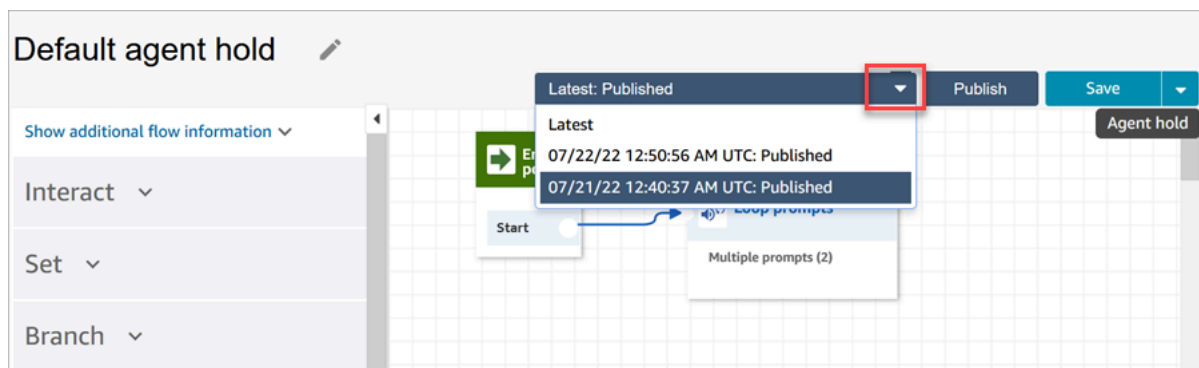 Default agent hold
Latest: Published
Publish
Save
Agent hold
Show additional flow information
Latest
07/22/22 12:50:56 AM UTC: Published
07/21/22 12:40:37 AM UTC: Published
Interact
Set
Branch
Start
Loop prompts
Multiple prompts (2)